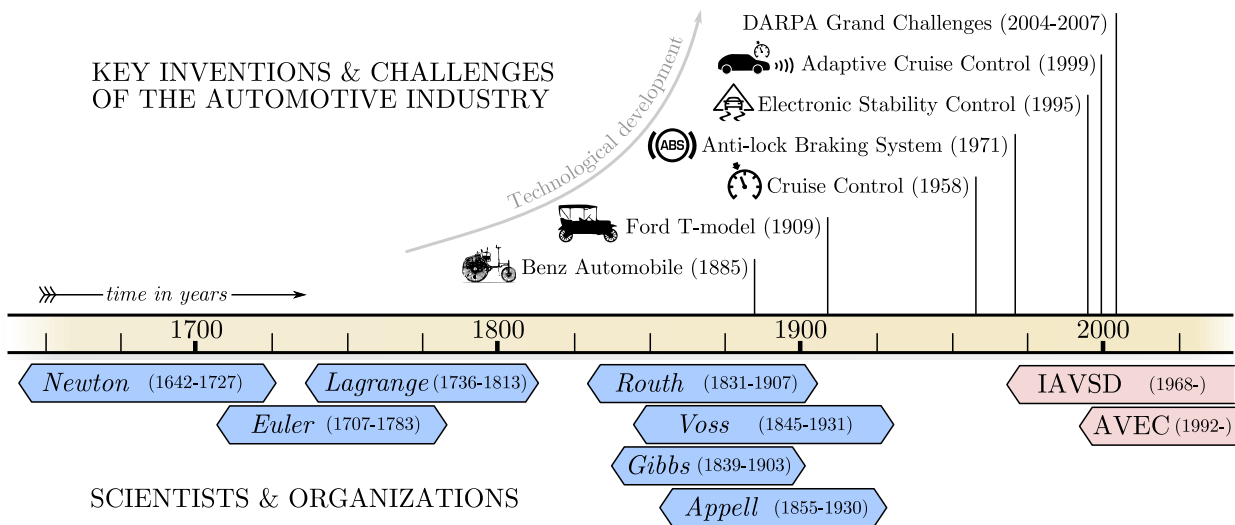 DARPA Grand Challenges (2004-2007)
KEY INVENTIONS & CHALLENGES
OF THE AUTOMOTIVE INDUSTRY
Technological development
Adaptive Cruise Control (1999)
Electronic Stability Control (1995)
ABS
Anti-lock Braking System (1971)
Cruise Control (1958)
Ford T-model (1909)
Benz Automobile (1885)
time in years
1700 1800 1900 2000
Newton (1642-1727) Lagrange (1736-1813) Routh (1831-1907) IAVSD (1968-)
Euler (1707-1783) Voss (1845-1931) AVEC (1992-)
Gibbs (1839-1903)
SCIENTISTS & ORGANIZATIONS
Appell (1855-1930)